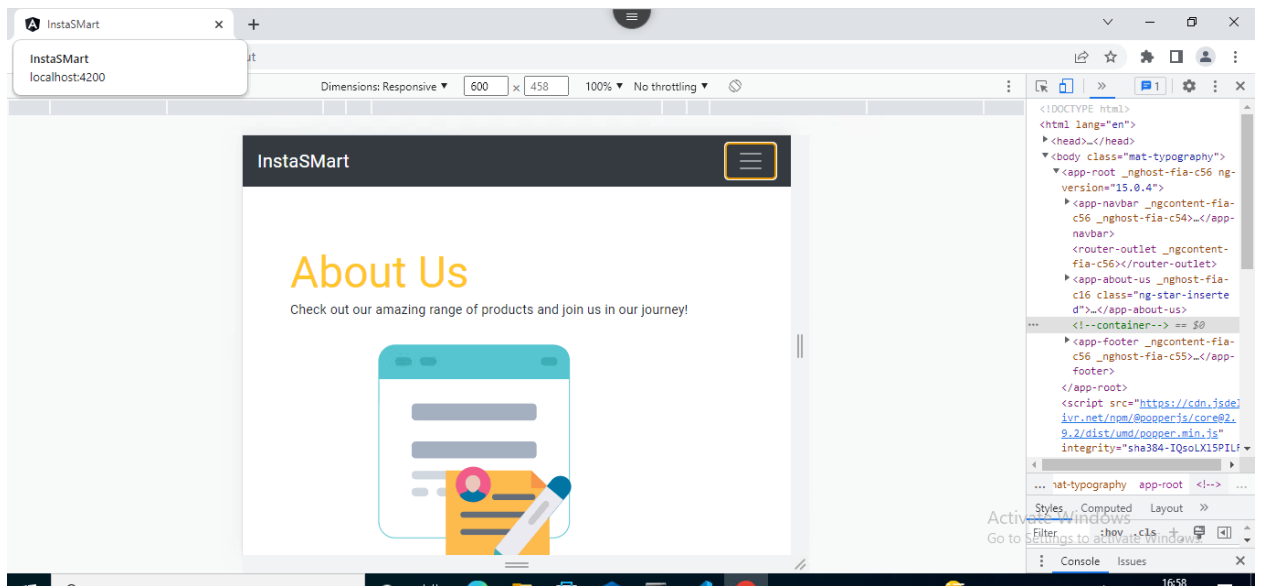 InstaSMart
InstaSMart
localhost:4200
ut
Dimensions: Responsive ▼ 600 × 458 100% ▼ No throttling ▼
1
InstaSMart
About Us
Check out our amazing range of products and join us in our journey!
<!DOCTYPE html>
<html lang="en">
<head>…</head>
<body class="mat-typography">
<app-root _nghost-fia-c56 ng-
version="15.0.4">
<app-navbar _ngcontent-fia-
c56 _nghost-fia-c54>…</app-
navbar>
<router-outlet _ngcontent-
fia-c56></router-outlet>
<app-about-us _nghost-fia-
c16 class="ng-star-inserte
d">…</app-about-us>
<!--container--> == $0
<app-footer _ngcontent-fia-
c56 _nghost-fia-c55>…</app-
footer>
</app-root>
<script src="https://cdn.jsdel
ivr.net/npm/@popperjs/core@2.
9.2/dist/umd/popper.min.js"
integrity="sha384-IQsoLXl5PILF
... mat-typography app-root <!--> ...
Styles Computed Layout
Activate Windows
Filter :hov .cls +
Go to Settings to activate Windows.
Console Issues
16:58